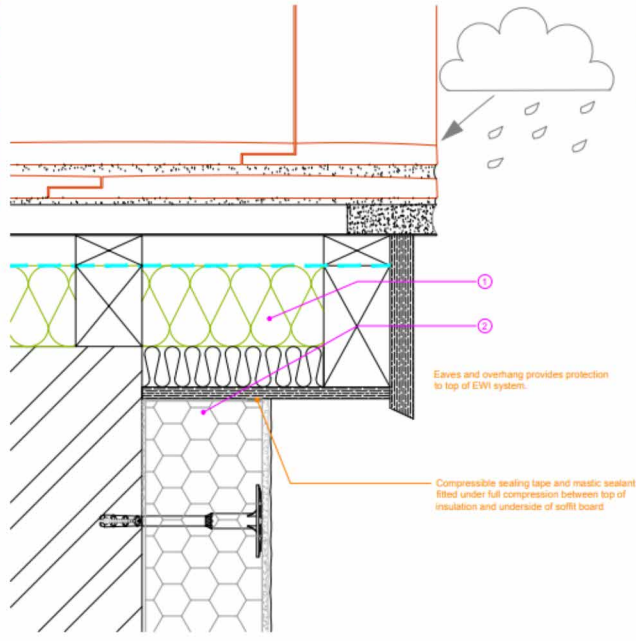 1
2
Eaves and overhang provides protection
to top of EWI system.
Compressible sealing tape and mastic sealant
fitted under full compression between top of
insulation and underside of soffit board